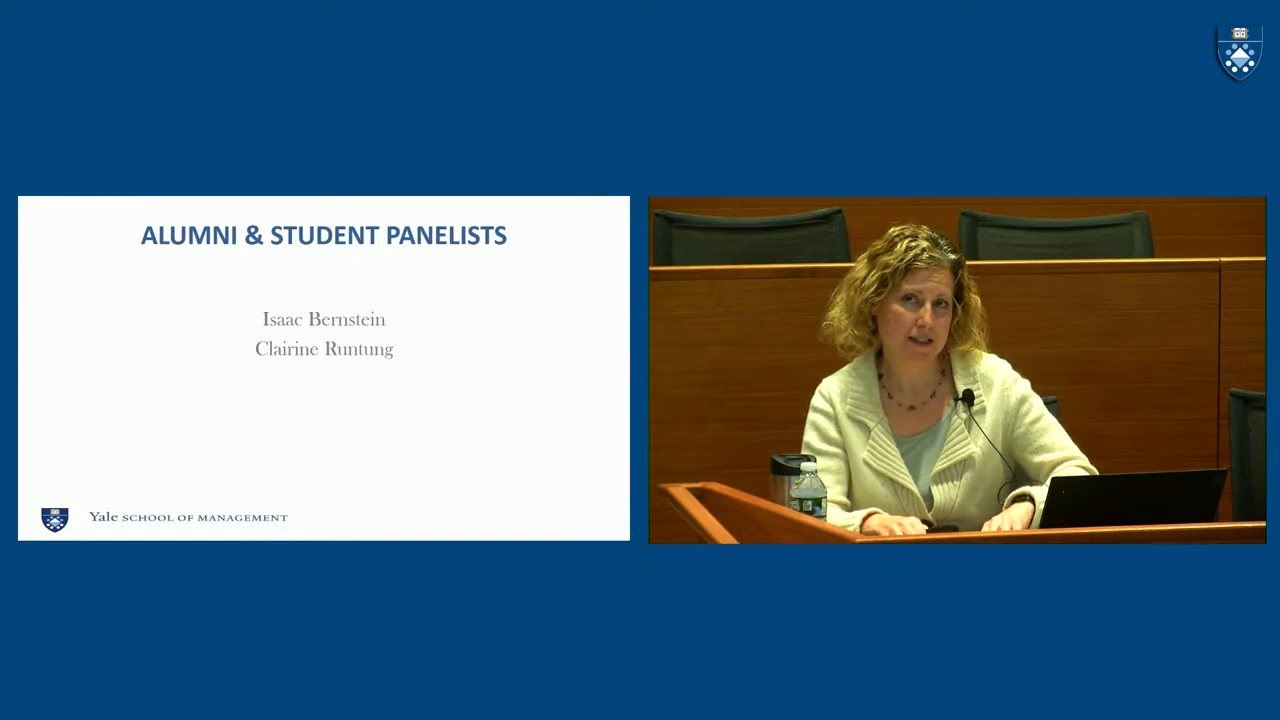 ALUMNI & STUDENT PANELISTS
Isaac Bernstein
Clairine Runtung
Yale SCHOOL OF MANAGEMENT